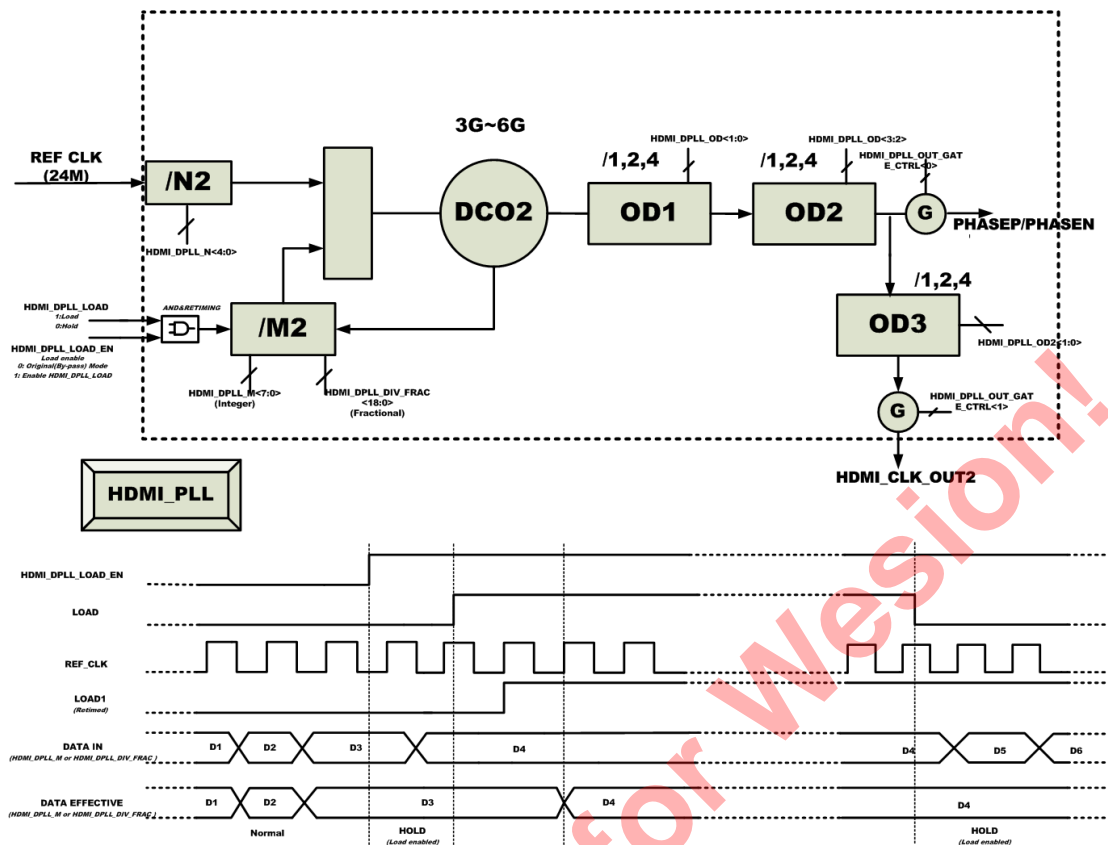 3G~6G
HDMI_DPLL_OD<1:0>
HDMI_DPLL_OD<3:2>
REF CLK
(24M)
/1,2,4
/1,2,4
HDMI_DPLL_OUT_GAT
E_CTRL<0>
/N2
DCO2
OD1
OD2
G
PHASEP/PHASEN
HDMI_DPLL_N<4:0>
/1,2,4
HDMI_DPLL_LOAD
1:Load
0:Hold
AND&RETIMING
/M2
OD3
HDMI_DPLL_LOAD_EN
Load enable
0: Original(By-pass) Mode
1: Enable HDMI_DPLL_LOAD
HDMI_DPLL_OD2<1:0>
HDMI_DPLL_M<7:0>
(Integer)
HDMI_DPLL_DIV_FRAC
<18:0>
(Fractional)
G
HDMI_DPLL_OUT_GAT
E_CTRL<1>
HDMI_CLK_OUT2
HDMI_PLL
HDMI_DPLL_LOAD_EN
LOAD
REF_CLK
LOAD1
(Retimed)
DATA IN
(HDMI_DPLL_M or HDMI_DPLL_DIV_FRAC )
D1 D2 D3 D4 D4 D5 D6
DATA EFFECTIVE
(HDMI_DPLL_M or HDMI_DPLL_DIV_FRAC)
D1 D2 D3 D4 D4
Normal
HOLD
(Load enabled)
HOLD
(Load enabled)
for Wesion!